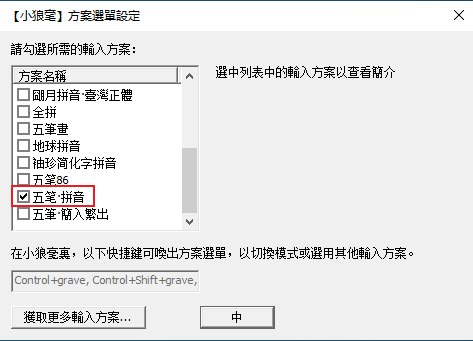 【小狼毫】方案選單設定
請勾選所需的輸入方案:
方案名稱
朙月拼音·臺灣正體
全拼
五筆畫
地球拼音
袖珍简化字拼音
五笔86
五笔·拼音
五筆·簡入繁出
選中列表中的輸入方案以查看簡介
在小狼毫裏，以下快捷鍵可喚出方案選單，以切換模式或選用其他輸入方案。
Control+grave, Control+Shift+grave,
獲取更多輸入方案...
中